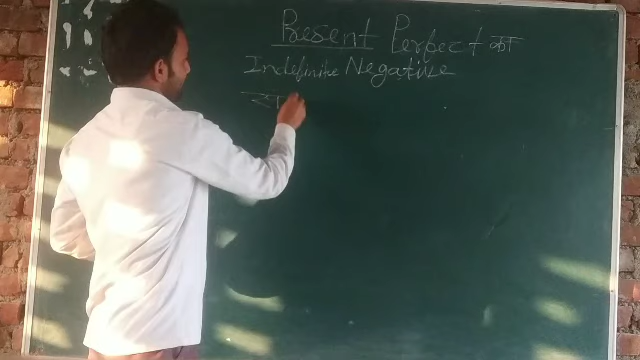 Present Perfect का
Indefinite Negative